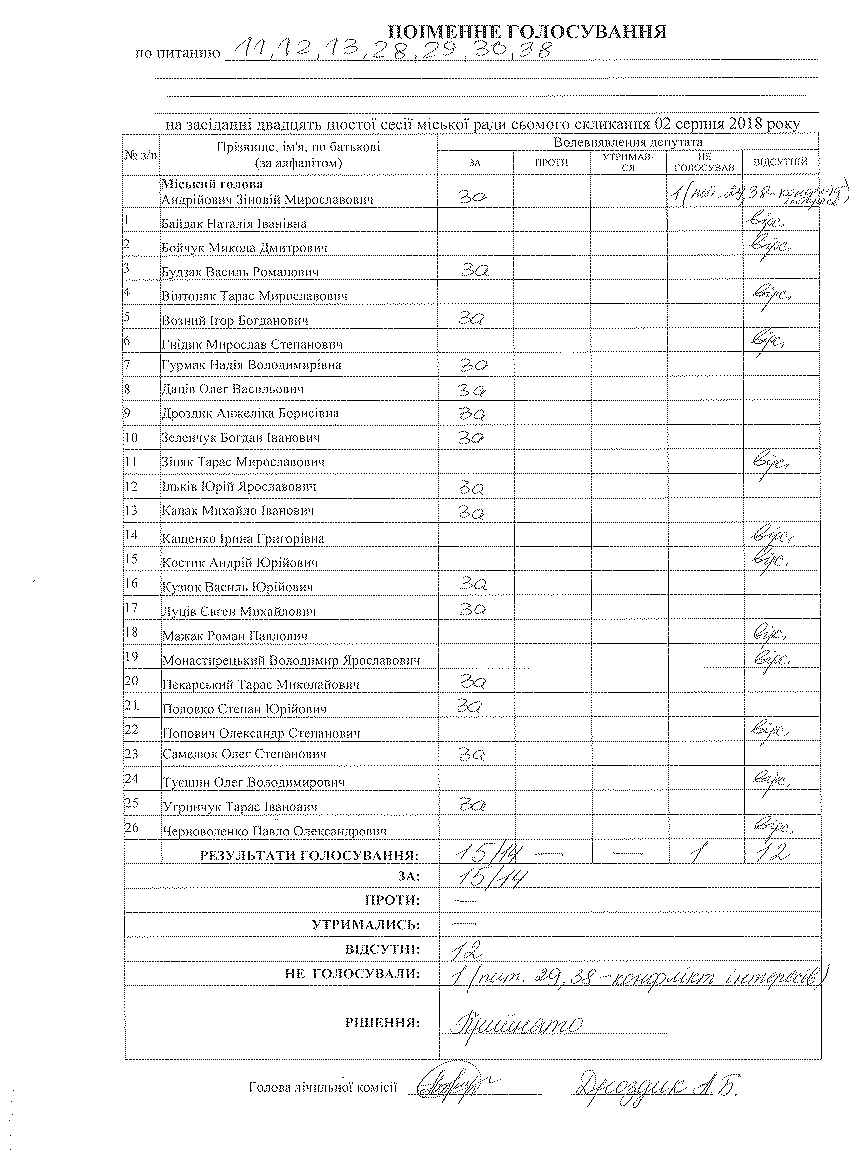 ПОІМЕННЕ ГОЛОСУВАННЯ
по питанню 11, 12, 13, 28, 29, 30, 38
на засіданні двадцять шостої сесії міської ради сьомого скликання 02 серпня 2018 року
№ з/п Прізвище, ім'я, по батькові (за алфавітом) Волевиявлення депутата
ЗА ПРОТИ УТРИМАВ-СЯ НЕ ГОЛОСУВАВ ВІДСУТНІЙ
Міський голова
Андрійович Зіновій Мирославович За 1 (пит. 29, 38 - конфлікт інтересів)
1 Байдак Наталія Іванівна відс.
2 Бойчук Микола Дмитрович відс.
3 Будзак Василь Романович За
4 Вінтоняк Тарас Мирославович відс.
5 Возний Ігор Богданович За
6 Гнідик Мирослав Степанович відс.
7 Гурмак Надія Володимирівна За
8 Даців Олег Васильович За
9 Дроздик Анжеліка Борисівна За
10 Зеленчук Богдан Іванович За
11 Зіняк Тарас Мирославович відс.
12 Ільків Юрій Ярославович За
13 Капак Михайло Іванович За
14 Кащенко Ірина Григорівна відс.
15 Костик Андрій Юрійович відс.
16 Кузюк Василь Юрійович За
17 Луців Євген Михайлович За
18 Мажак Роман Павлович відс.
19 Монастирецький Володимир Ярославович відс.
20 Пекарський Тарас Миколайович За
21 Половко Степан Юрійович За
22 Попович Олександр Степанович відс.
23 Самелюк Олег Степанович За
24 Туєшин Олег Володимирович відс.
25 Угринчук Тарас Іванович За
26 Черноволенко Павло Олександрович відс.
РЕЗУЛЬТАТИ ГОЛОСУВАННЯ: 15/14 — — 1 12
ЗА: 15/14
ПРОТИ: —
УТРИМАЛИСЬ: —
ВІДСУТНІ: 12
НЕ ГОЛОСУВАЛИ: 1 (пит. 29, 38 - конфлікт інтересів)
РІШЕННЯ: Прийнято
Голова лічильної комісії Дроздик А.Б.